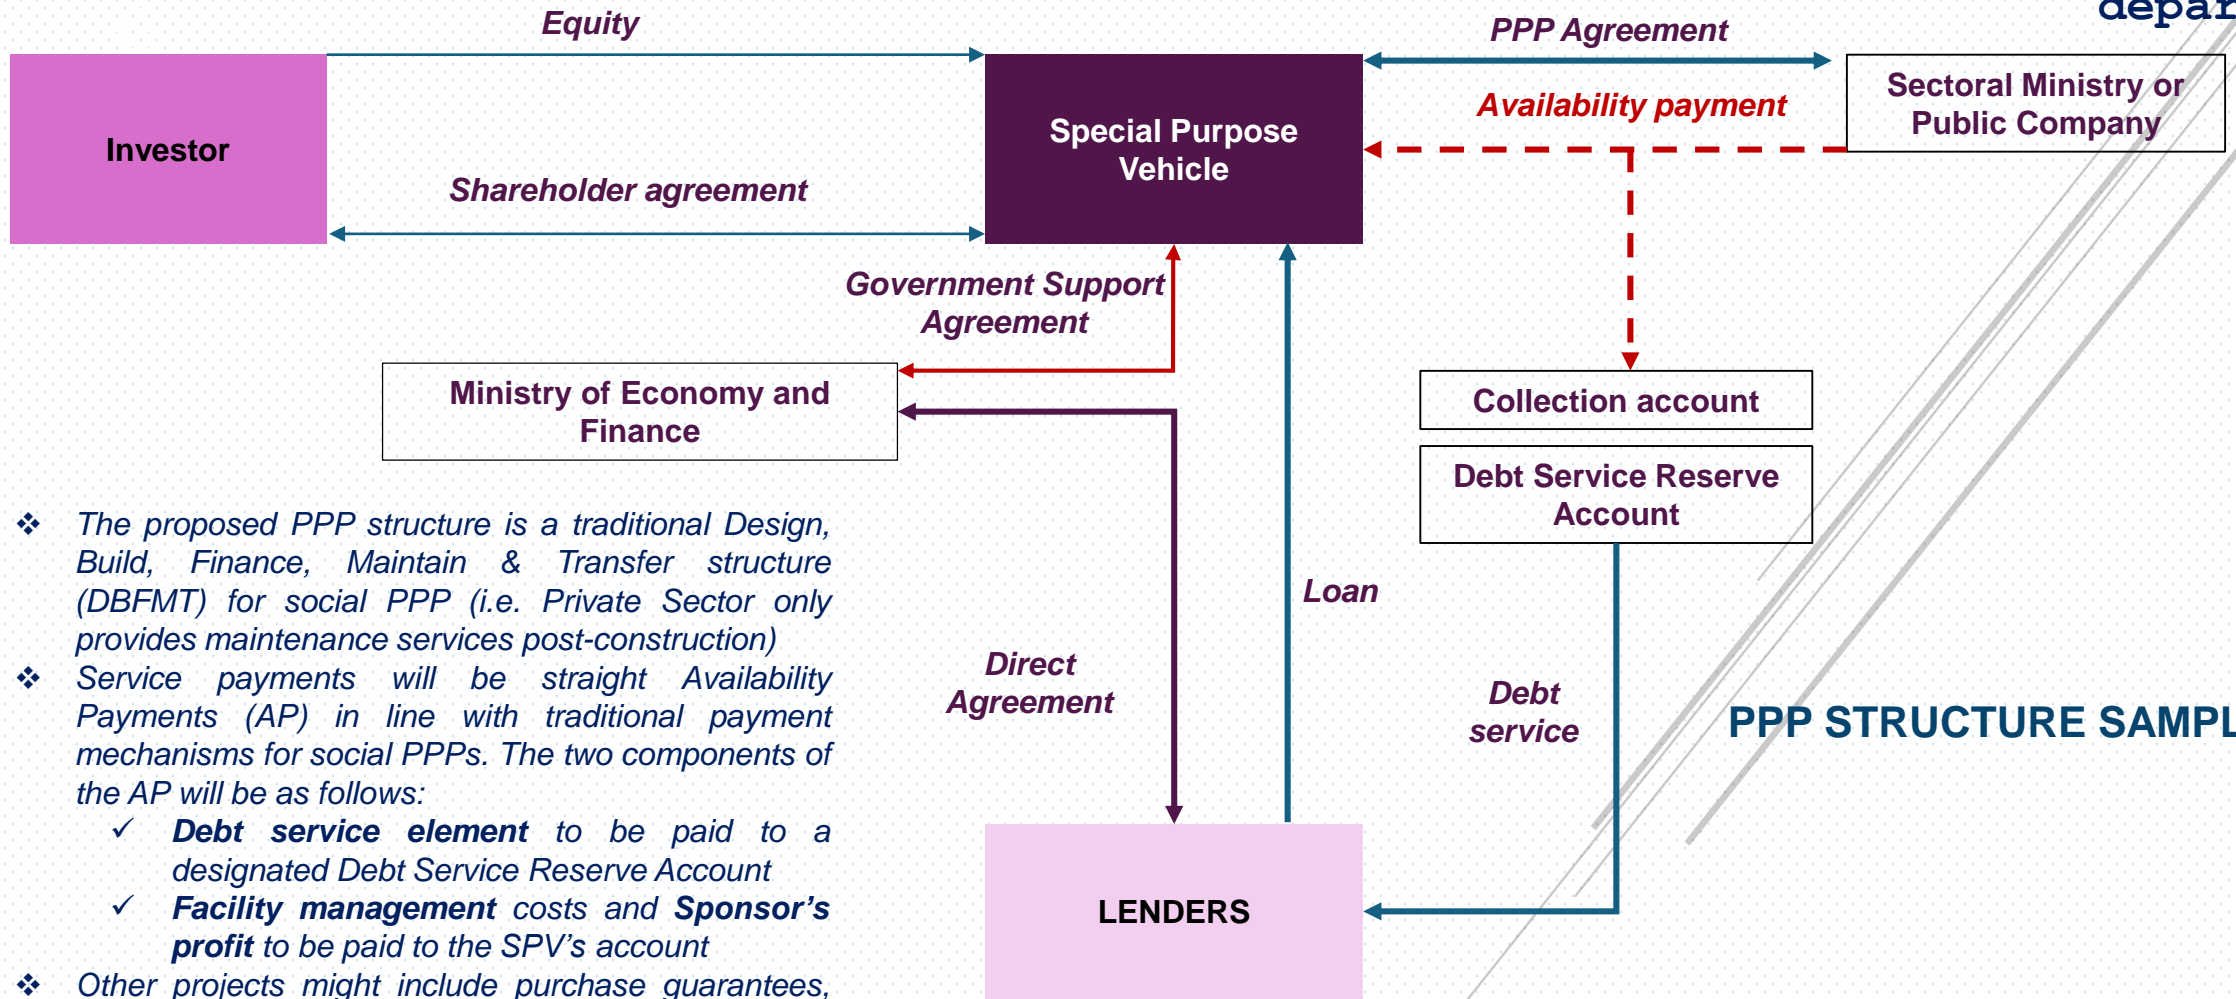 depar
Equity
PPP Agreement
Investor
Special Purpose
Vehicle
Availability payment
Sectoral Ministry or
Public Company
Shareholder agreement
Government Support
Agreement
Ministry of Economy and
Finance
Collection account
Debt Service Reserve
Account
❖ The proposed PPP structure is a traditional Design,
Build, Finance, Maintain & Transfer structure
(DBFMT) for social PPP (i.e. Private Sector only
provides maintenance services post-construction)
❖ Service payments will be straight Availability
Payments (AP) in line with traditional payment
mechanisms for social PPPs. The two components of
the AP will be as follows:
✓ Debt service element to be paid to a
designated Debt Service Reserve Account
✓ Facility management costs and Sponsor's
profit to be paid to the SPV's account
❖ Other projects might include purchase guarantees,
Loan
Direct
Agreement
Debt
service
PPP STRUCTURE SAMPL
LENDERS